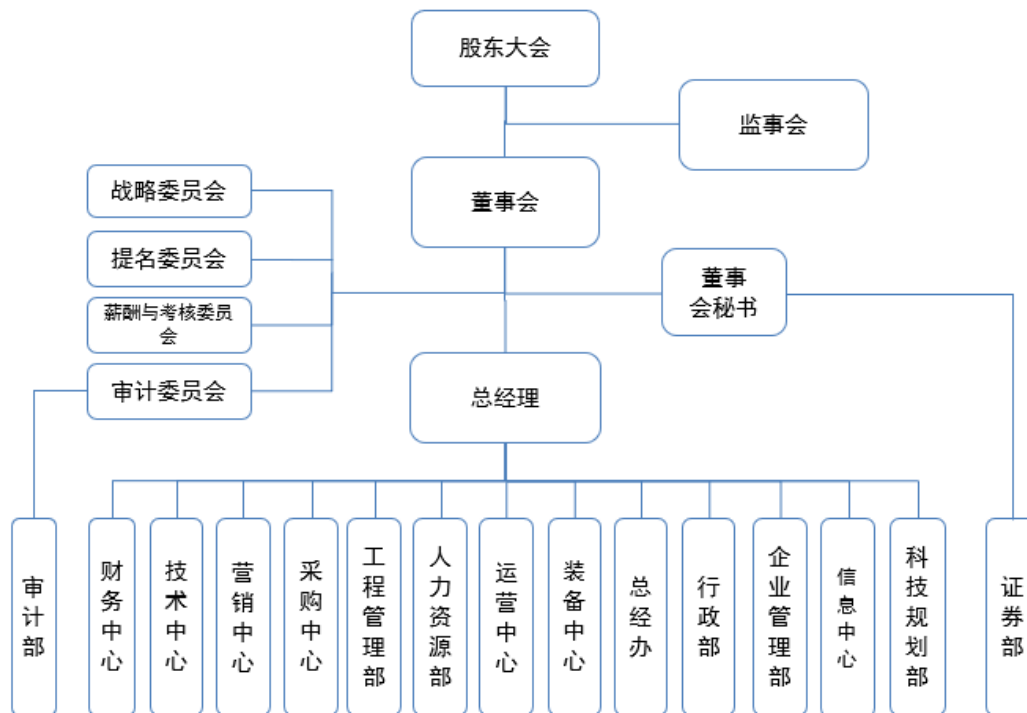 股东大会
监事会
董事会
战略委员会
提名委员会
薪酬与考核委员
会
审计委员会
董事
会秘书
总经理
审计部
财务中心
技术中心
营销中心
采购中心
工程管理部
人力资源部
运营中心
装备中心
总经办
行政部
企业管理部
信息中心
科技规划部
证券部